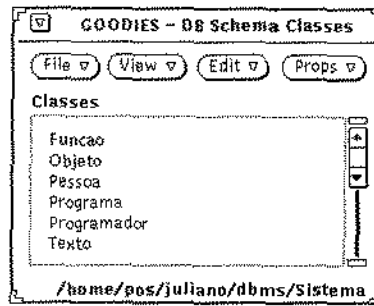 GOODIES - DB Schema Classes
File View Edit Props
Classes
Funcao
Objeto
Pessoa
Programa
Programador
Texto
/home/pos/juliano/dbms/Sistema